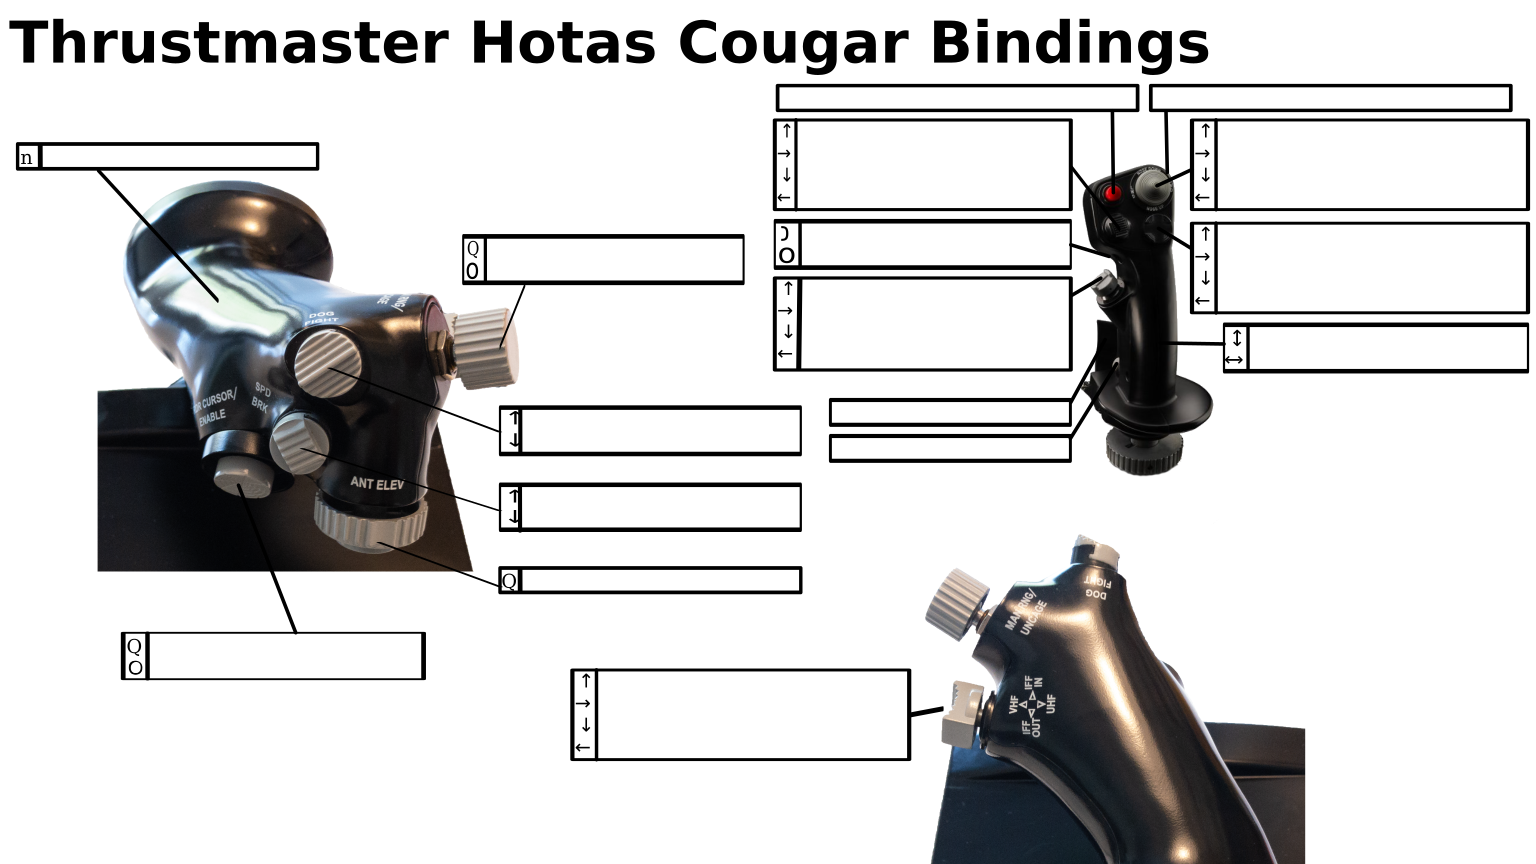 Thrustmaster Hotas Cougar Bindings
n
Q
O
↑
→
↓
←
↑
→
↓
←
O
↑
→
↓
←
↑
→
↓
←
↕
↔
DOG
FIGHT
RNG/
CURSOR/
ENABLE
SPD
BRK
ANT ELEV
↑
↓
↑
↓
Q
Q
O
↑
→
↓
←
DOG
FIGHT
MAN RNG/
UNCAGE
IFF
IN
VHF
UHF
IFF
OUT